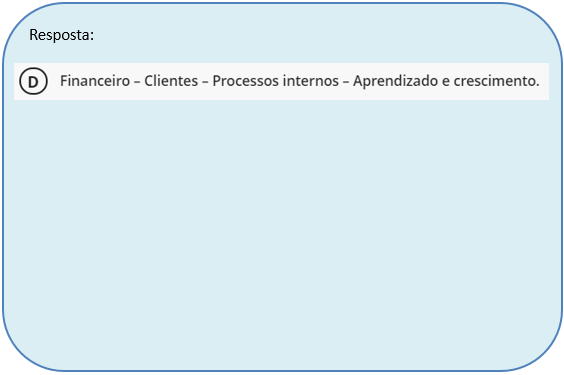 Resposta:
D Financeiro – Clientes – Processos internos – Aprendizado e crescimento.